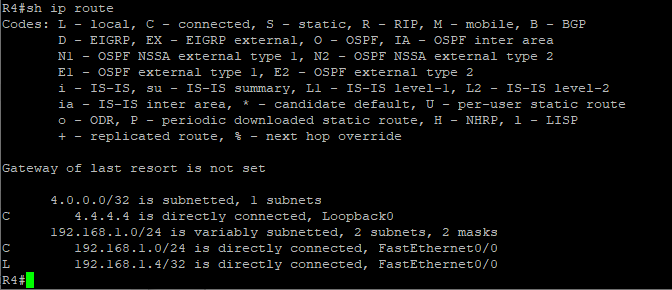 R4#sh ip route
Codes: L - local, C - connected, S - static, R - RIP, M - mobile, B - BGP
       D - EIGRP, EX - EIGRP external, O - OSPF, IA - OSPF inter area
       N1 - OSPF NSSA external type 1, N2 - OSPF NSSA external type 2
       E1 - OSPF external type 1, E2 - OSPF external type 2
       i - IS-IS, su - IS-IS summary, L1 - IS-IS level-1, L2 - IS-IS level-2
       ia - IS-IS inter area, * - candidate default, U - per-user static route
       o - ODR, P - periodic downloaded static route, H - NHRP, l - LISP
       + - replicated route, % - next hop override
Gateway of last resort is not set
      4.0.0.0/32 is subnetted, 1 subnets
C        4.4.4.4 is directly connected, Loopback0
      192.168.1.0/24 is variably subnetted, 2 subnets, 2 masks
C        192.168.1.0/24 is directly connected, FastEthernet0/0
L        192.168.1.4/32 is directly connected, FastEthernet0/0
R4#